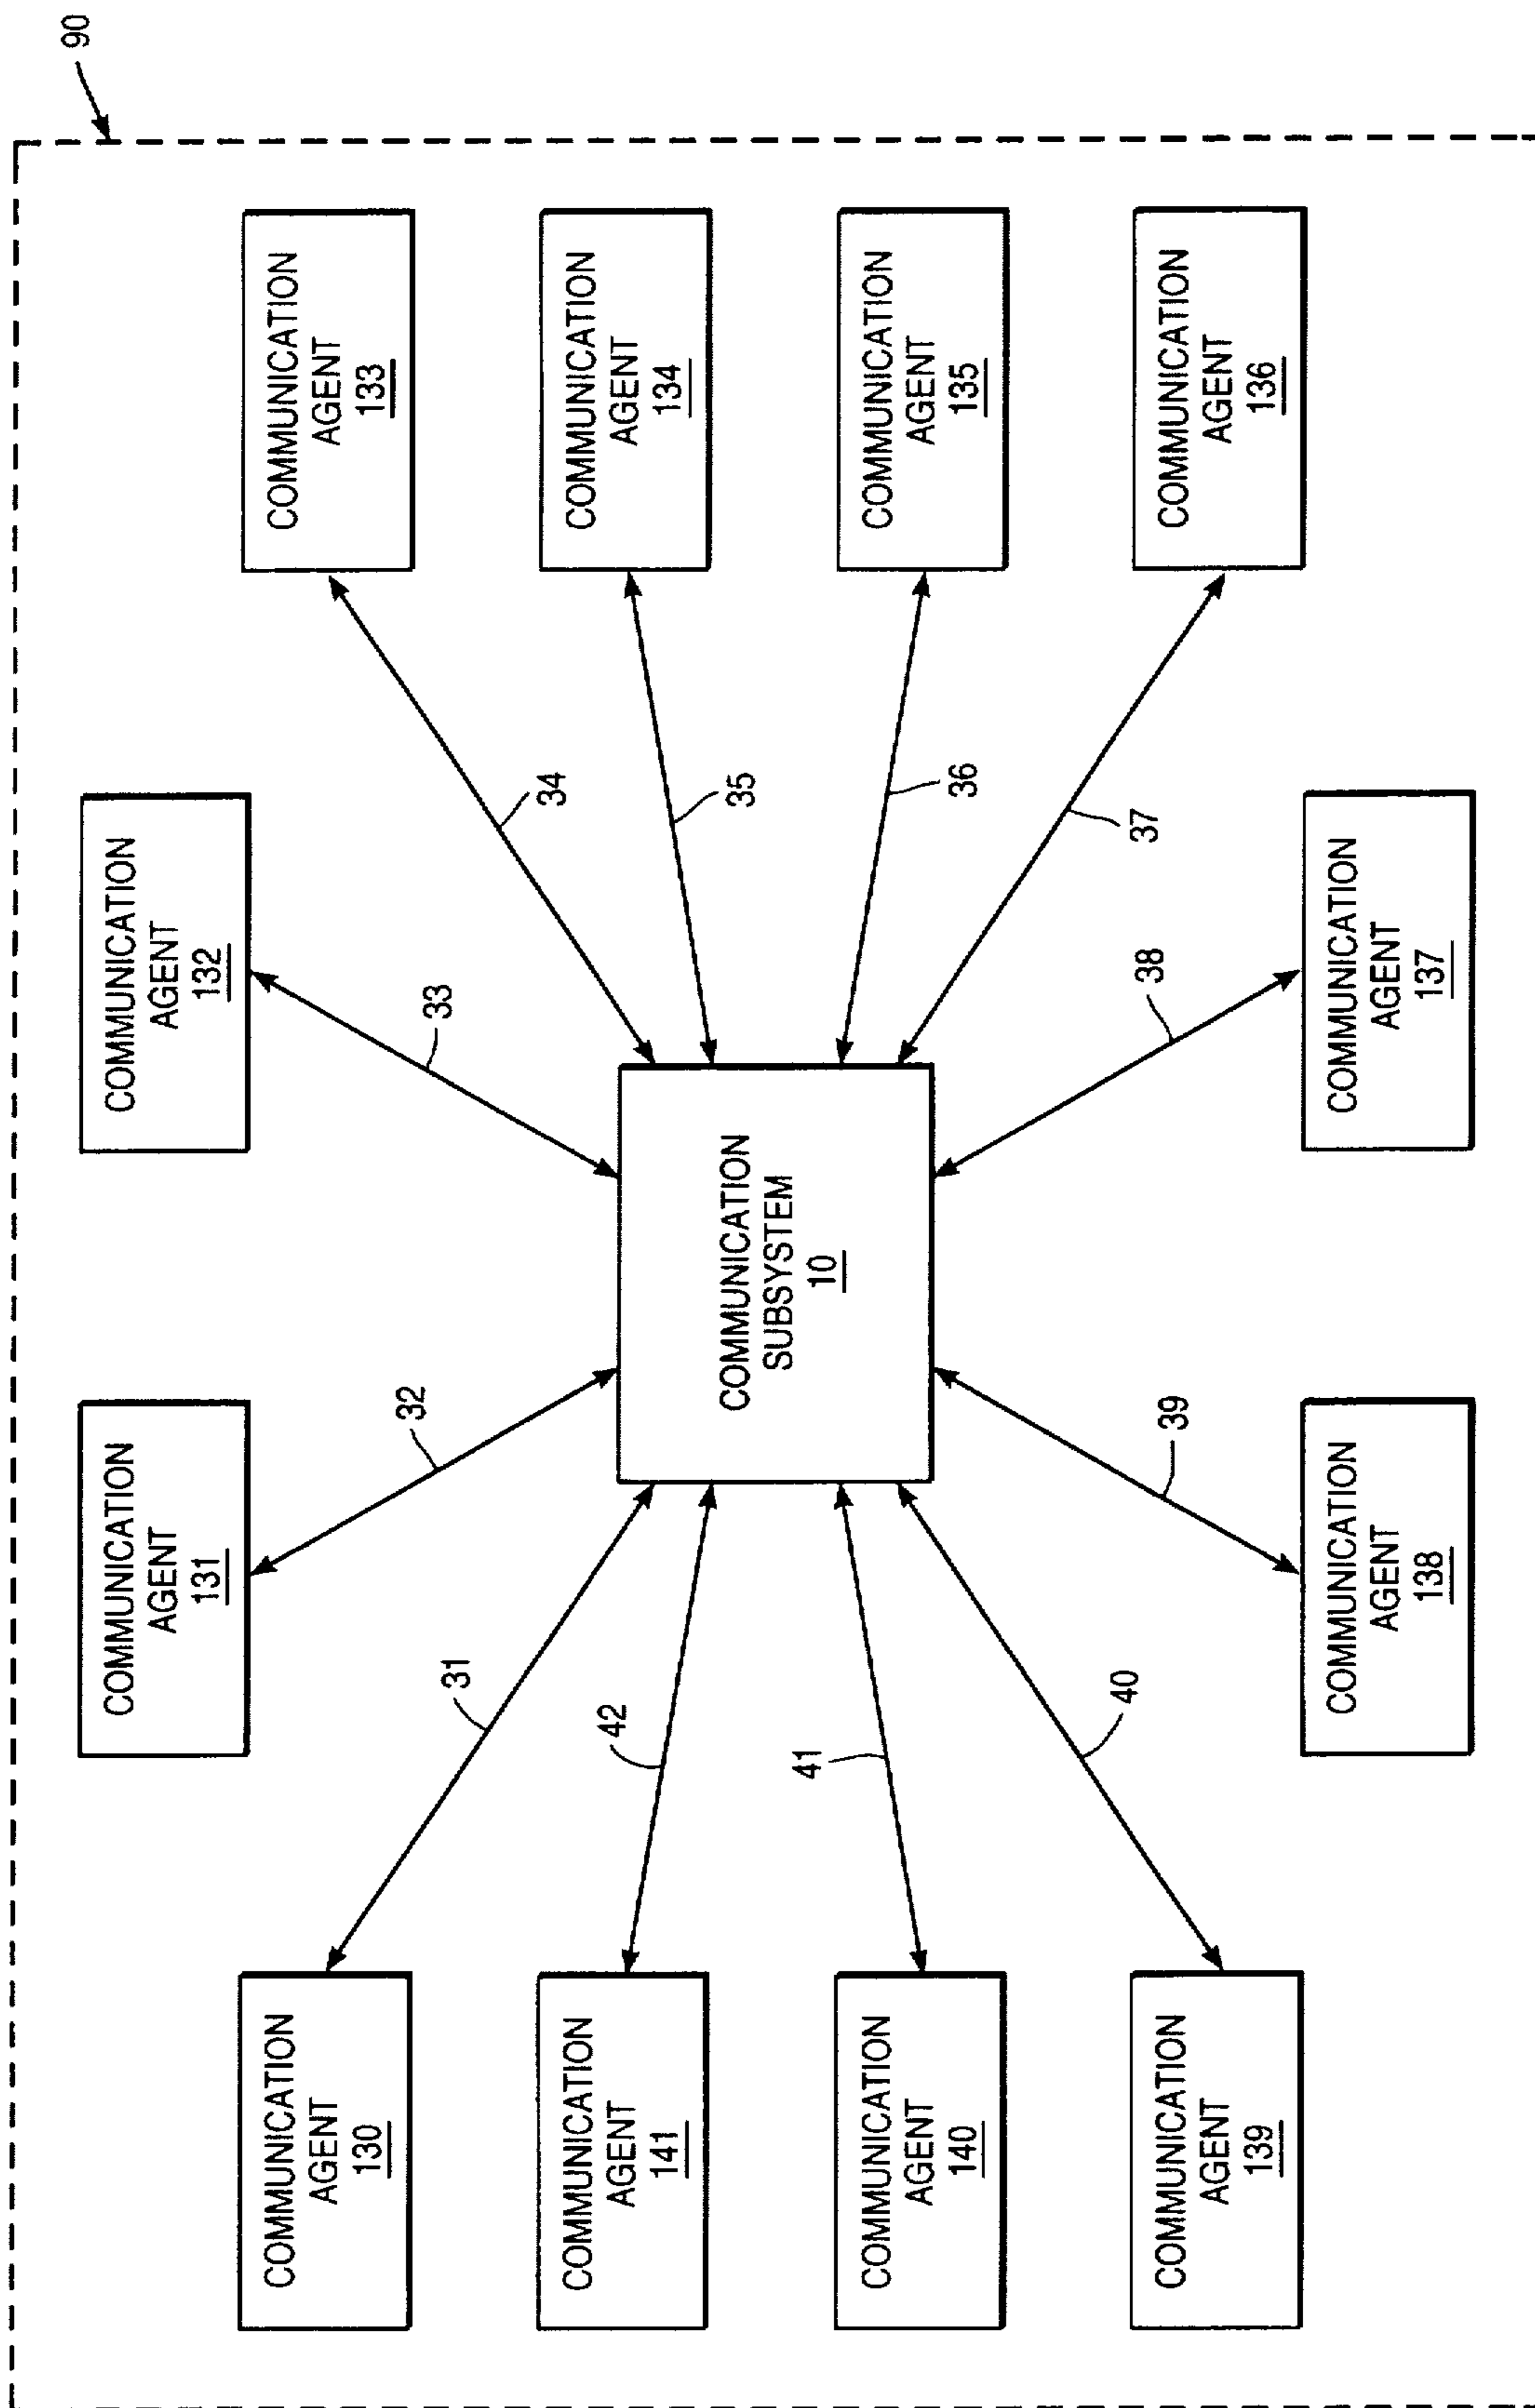 90
COMMUNICATION
AGENT
131
COMMUNICATION
AGENT
132
COMMUNICATION
AGENT
130
COMMUNICATION
AGENT
133
31
32
33
34
COMMUNICATION
AGENT
141
COMMUNICATION
AGENT
134
42
35
COMMUNICATION
SUBSYSTEM
10
COMMUNICATION
AGENT
140
COMMUNICATION
AGENT
135
41
36
40
39
38
37
COMMUNICATION
AGENT
139
COMMUNICATION
AGENT
136
COMMUNICATION
AGENT
138
COMMUNICATION
AGENT
137